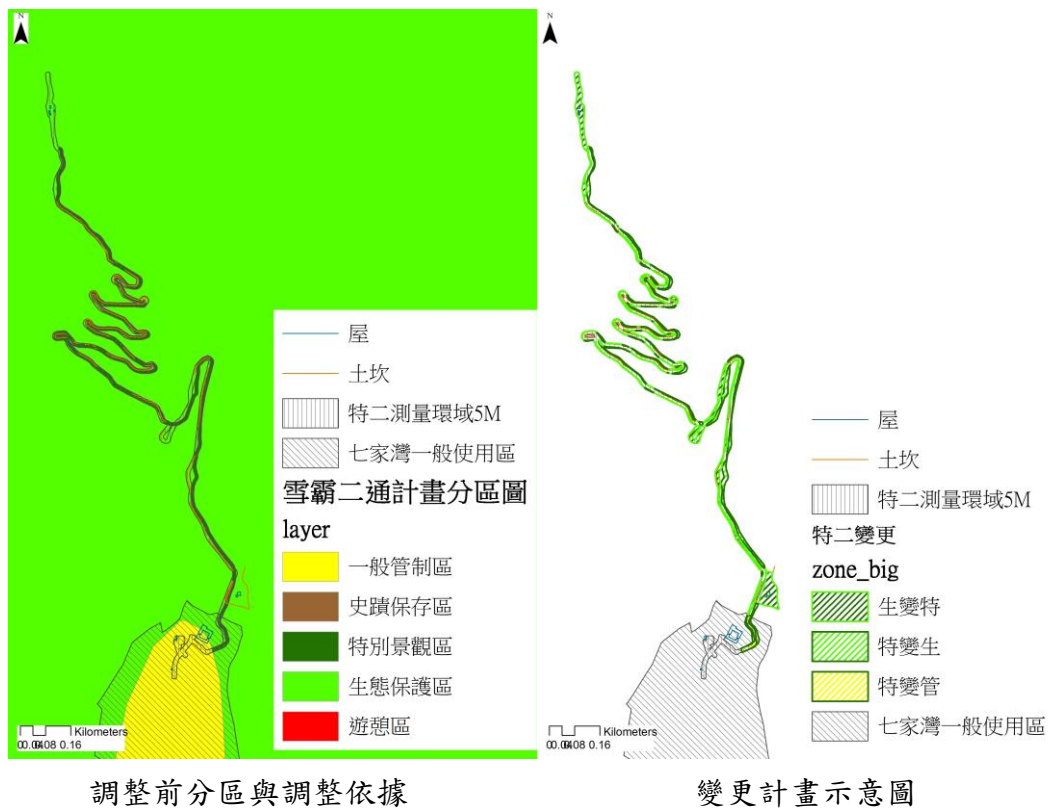 N
屋
土坎
特二測量環域5M
七家灣一般使用區
雪霸二通計畫分區圖
layer
一般管制區
史蹟保存區
特別景觀區
生態保護區
遊憩區
Kilometers
0.16
調整前分區與調整依據
N
屋
土坎
特二測量環域5M
特二變更
zone_big
生變特
特變生
特變管
七家灣一般使用區
Kilometers
0.16
變更計畫示意圖